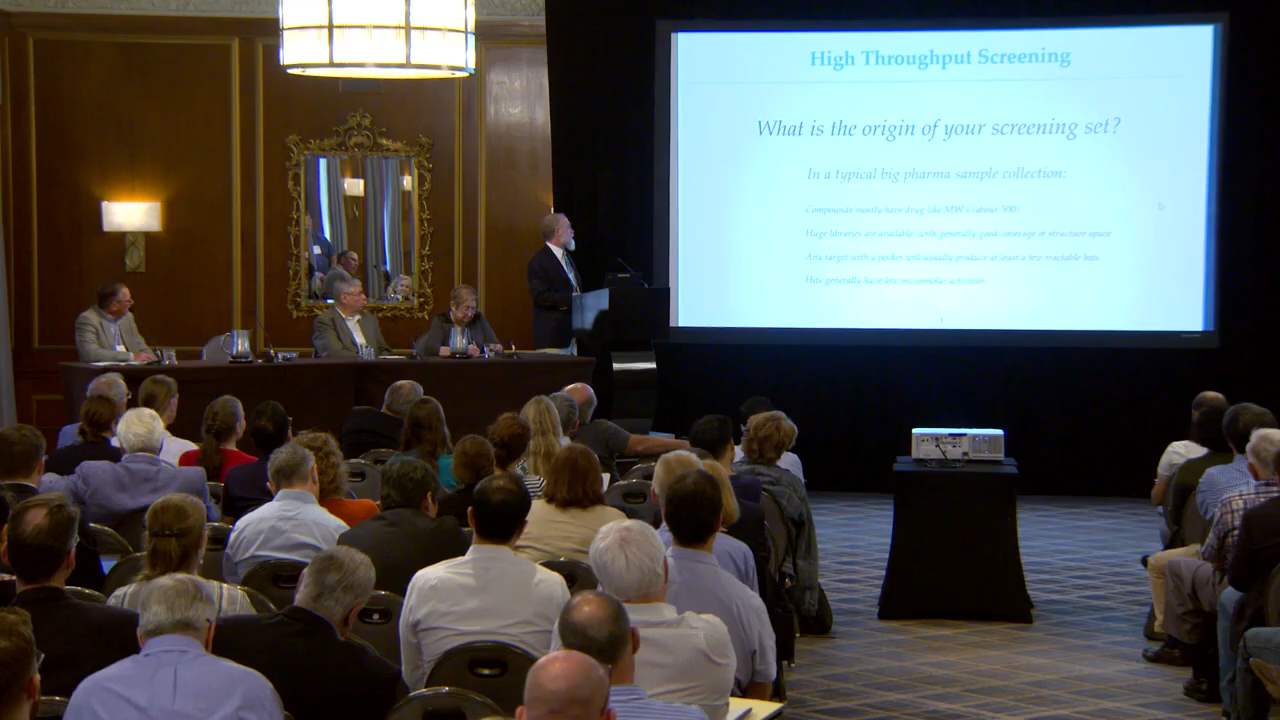 High Throughput Screening
What is the origin of your screening set?
In a typical big pharma sample collection:
Compounds mostly have drug-like MW's (about 500)
Huge libraries are available, with generally good coverage of structure space
Any target with a pocket will usually produce at least a few tractable hits
Hits generally have low micromolar activities